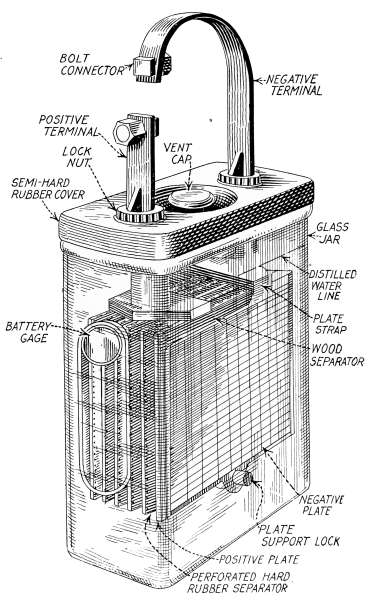 BOLT
CONNECTOR
NEGATIVE
TERMINAL
POSITIVE
TERMINAL
VENT
CAP
LOCK
NUT
SEMI-HARD
RUBBER COVER
GLASS
JAR
DISTILLED
WATER
LINE
PLATE
STRAP
BATTERY
GAGE
WOOD
SEPARATOR
NEGATIVE
PLATE
PLATE
SUPPORT LOCK
POSITIVE PLATE
PERFORATED HARD
RUBBER SEPARATOR